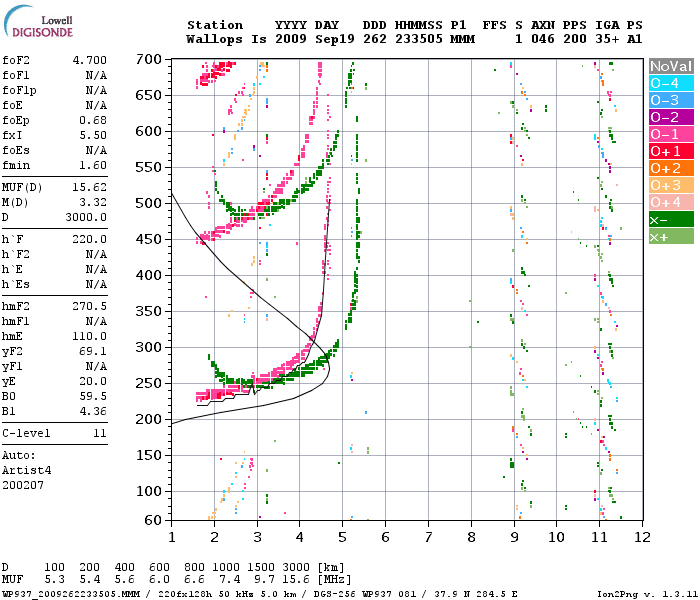 Lowell
DIGISONDE
Station YYYY DAY DDD HHMMSS P1 FFS S AXN PPS IGA PS
Wallops Is 2009 Sep19 262 233505 MMM 1 046 200 35+ A1
foF2 4.700
foF1 N/A
foF1p N/A
foE N/A
foEp 0.68
fxI 5.50
foEs N/A
fmin 1.60
MUF(D) 15.62
M(D) 3.32
D 3000.0
h`F 220.0
h`F2 N/A
h`E N/A
h`Es N/A
hmF2 270.5
hmF1 N/A
hmE 110.0
yF2 69.1
yF1 N/A
yE 20.0
B0 59.5
B1 4.36
C-level 11
Auto:
Artist4
200207
700
650
600
550
500
450
400
350
300
250
200
150
100
60
1 2 3 4 5 6 7 8 9 10 11 12
NoVal
O-4
O-3
O-2
O-1
O+1
O+2
O+3
O+4
X-
X+
D 100 200 400 600 800 1000 1500 3000 [km]
MUF 5.3 5.4 5.6 6.0 6.6 7.4 9.7 15.6 [MHz]
WP937_2009262233505.MMM / 220fx128h 50 kHz 5.0 km / DGS-256 WP937 081 / 37.9 N 284.5 E
Ion2Png v. 1.3.11